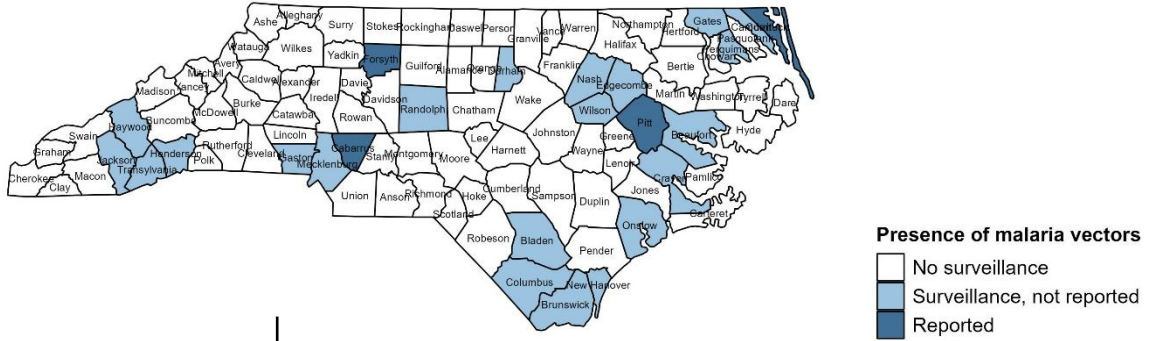 Ashe
Alleghany
Surry
Stokes
Rockingham
Caswell
Person
Granville
Vance
Warren
Northampton
Hertford
Gates
Camden
Currituck
Pasquotank
Perquimans
Chowan
Watauga
Wilkes
Yadkin
Forsyth
Guilford
Alamance
Orange
Durham
Franklin
Halifax
Bertie
Avery
Mitchell
Yancey
Caldwell
Alexander
Iredell
Davie
Davidson
Randolph
Chatham
Wake
Nash
Edgecombe
Martin
Washington
Tyrrell
Dare
Madison
Buncombe
McDowell
Burke
Catawba
Rowan
Wilson
Pitt
Beaufort
Hyde
Swain
Haywood
Graham
Jackson
Henderson
Transylvania
Rutherford
Polk
Cleveland
Lincoln
Gaston
Mecklenburg
Cabarrus
Stanly
Montgomery
Moore
Lee
Harnett
Johnston
Wayne
Greene
Lenoir
Craven
Pamlico
Cherokee
Clay
Macon
Union
Anson
Richmond
Scotland
Hoke
Cumberland
Sampson
Duplin
Jones
Carteret
Onslow
Robeson
Bladen
Pender
Columbus
New Hanover
Brunswick
Presence of malaria vectors
No surveillance
Surveillance, not reported
Reported